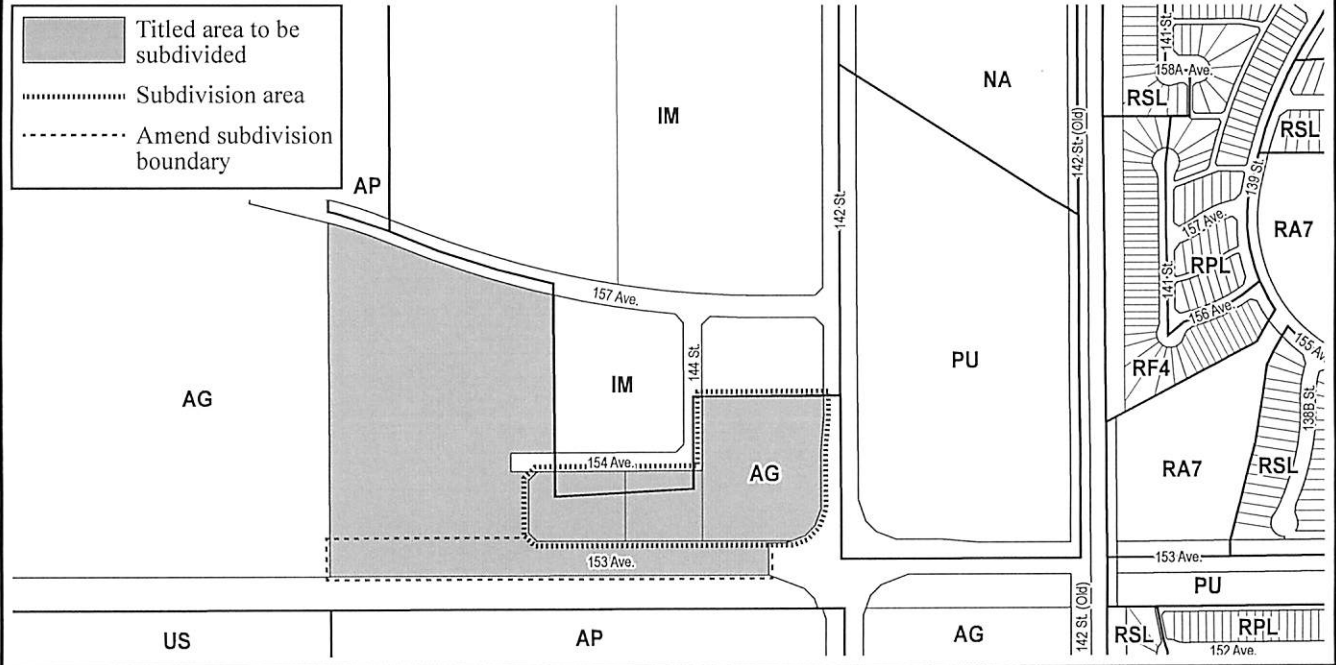 Titled area to be
subdivided
Subdivision area
Amend subdivision
boundary
AP
IM
NA
142 St. (Old)
141 St.
158A Ave.
RSL
RSL
139 St.
142 St.
157 Ave.
RA7
RPL
141 St.
156 Ave.
157 Ave.
144 St.
IM
PU
155 Av
RF4
138B St.
AG
154 Ave.
AG
RA7
RSL
153 Ave.
153 Ave.
PU
US
AP
AG
142 St. (Old)
RSL
RPL
152 Ave.